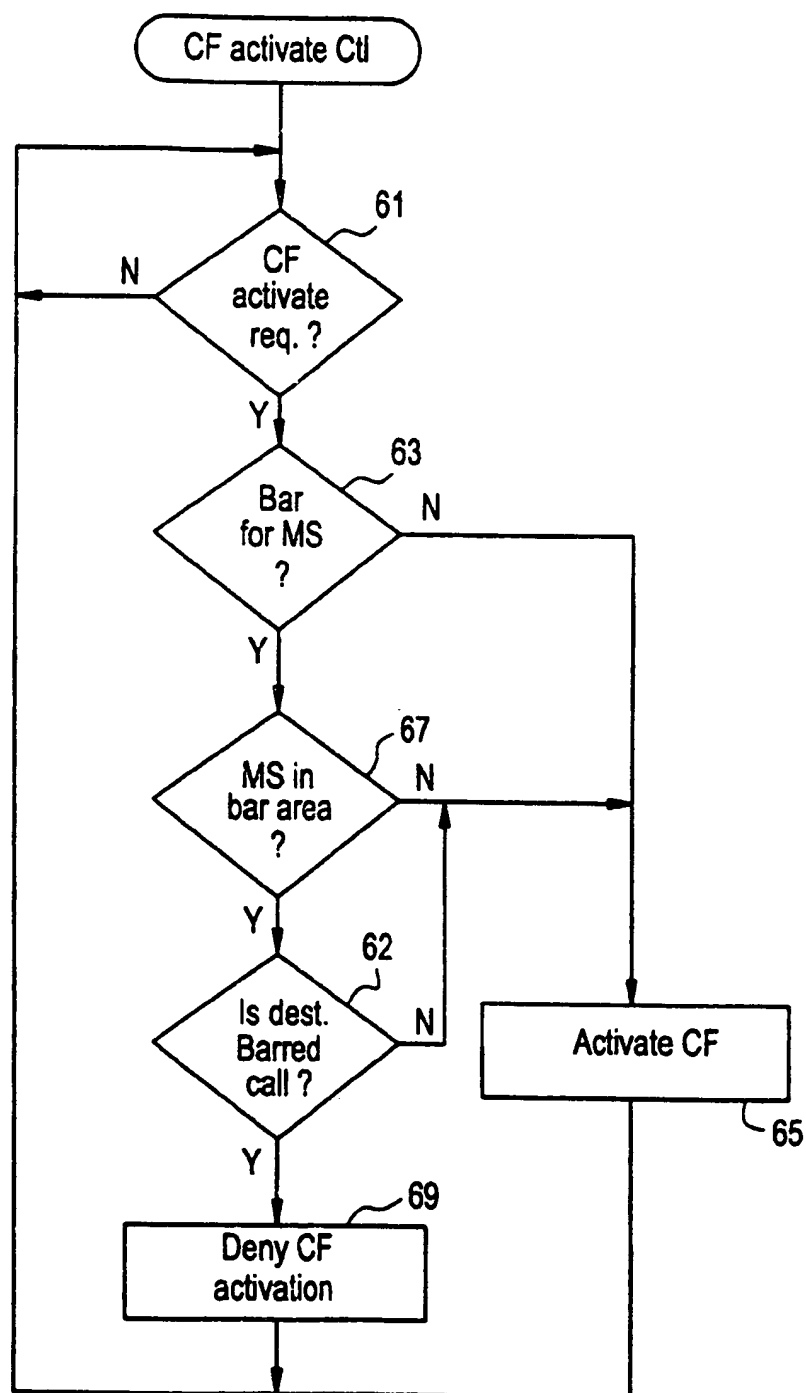 CF activate Ctl
61
CF
activate
req. ?
N
Y
63
Bar
for MS
?
N
Y
67
MS in
bar area
?
N
Y
62
Is dest.
Barred
call ?
N
Y
Activate CF
65
69
Deny CF
activation